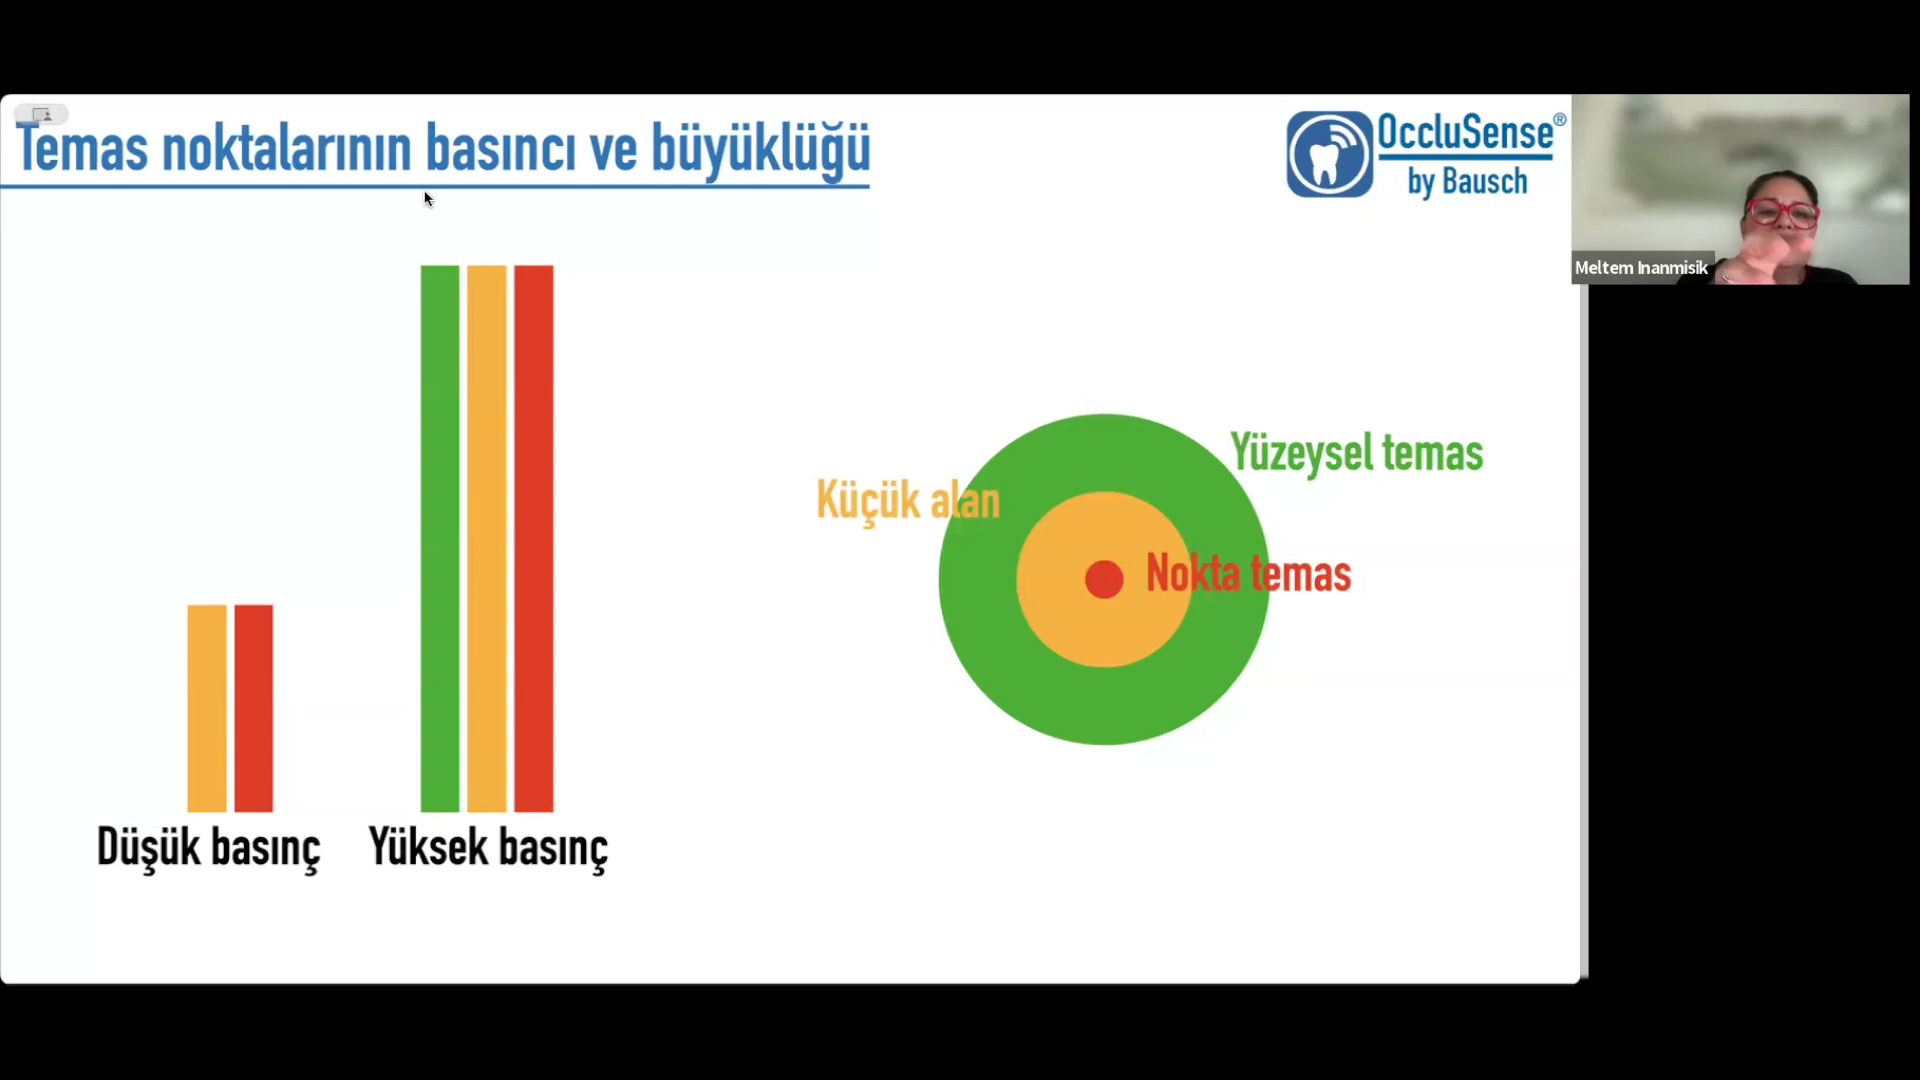 Temas noktalarının basıncı ve büyüklüğü
OccluSense®
by Bausch
Meltem Inanmisik
Yüzeysel temas
Küçük alan
Nokta temas
Düşük basınç
Yüksek basınç